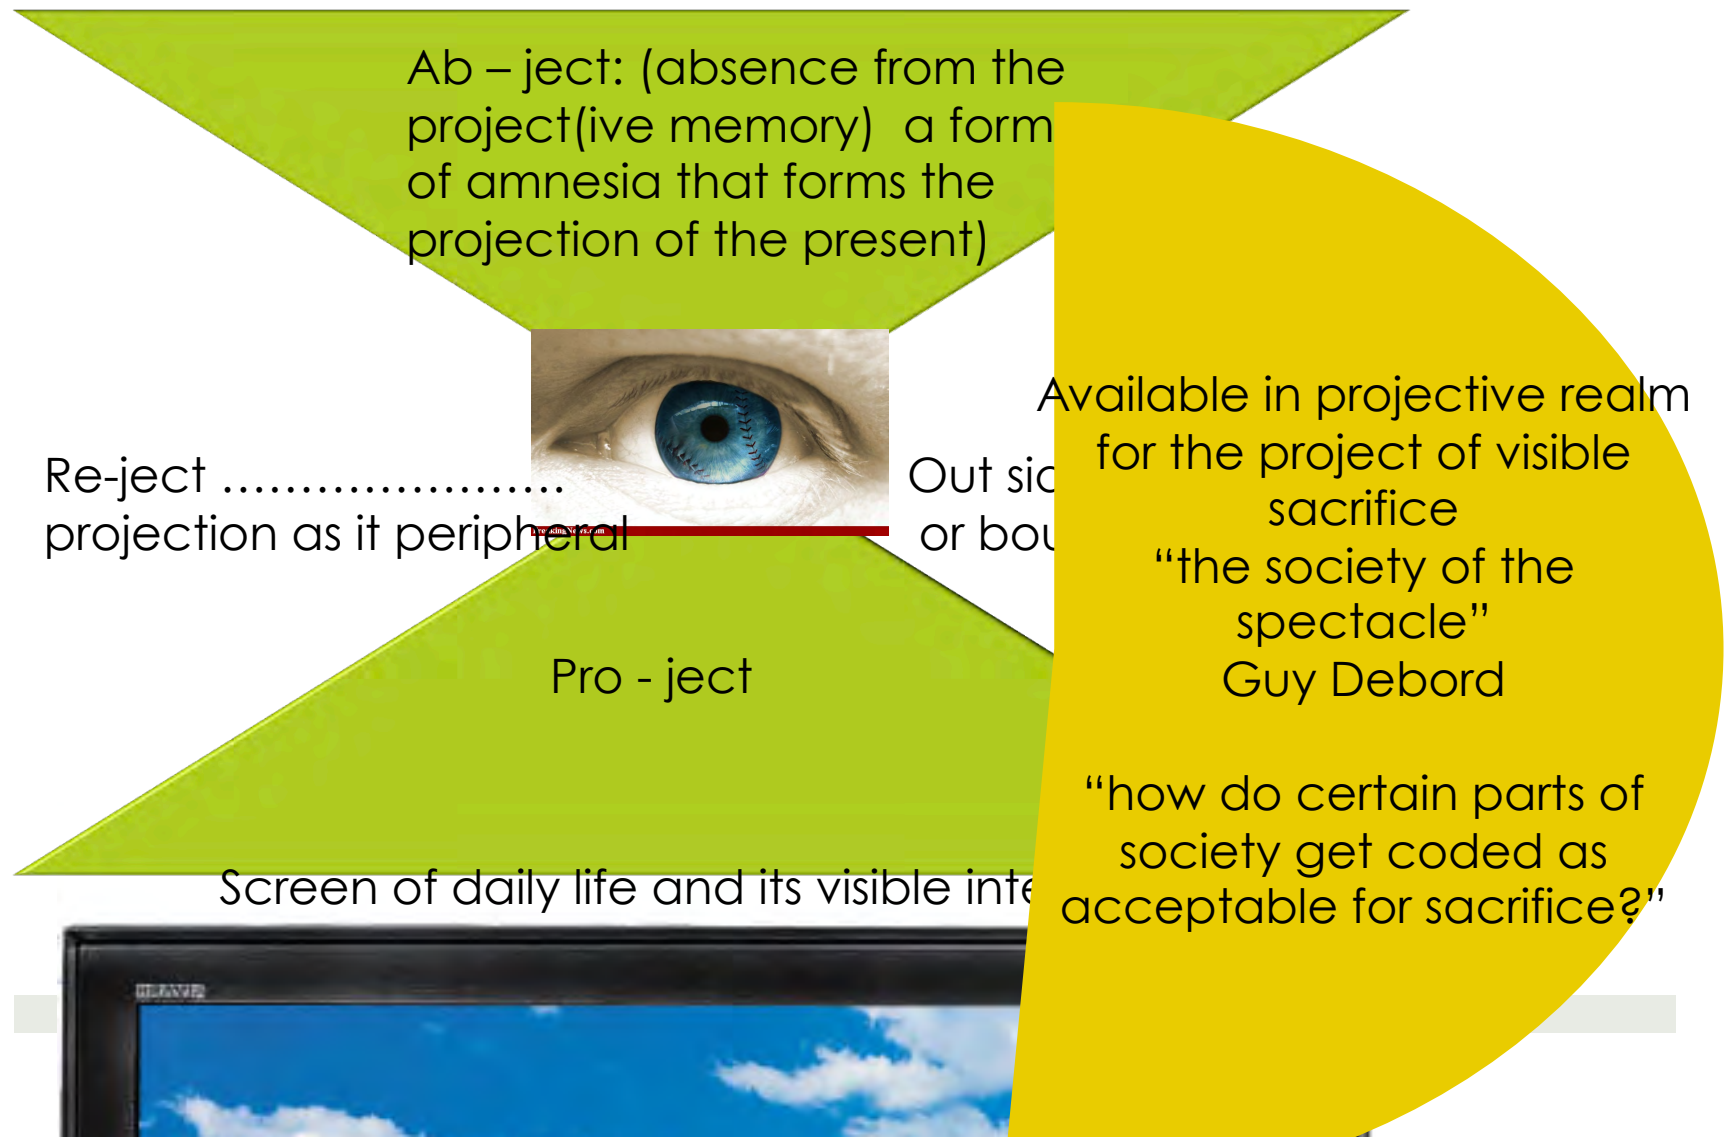 Ab – ject: (absence from the
project(ive memory)  a form
of amnesia that forms the
projection of the present)
Re-ject ......................
projection as it peripheral
Out
or
Available in projective realm
for the project of visible
sacrifice
“the society of the
spectacle”
Guy Debord
“how do certain parts of
society get coded as
acceptable for sacrifice?”
Pro - ject
Screen of daily life and its visible